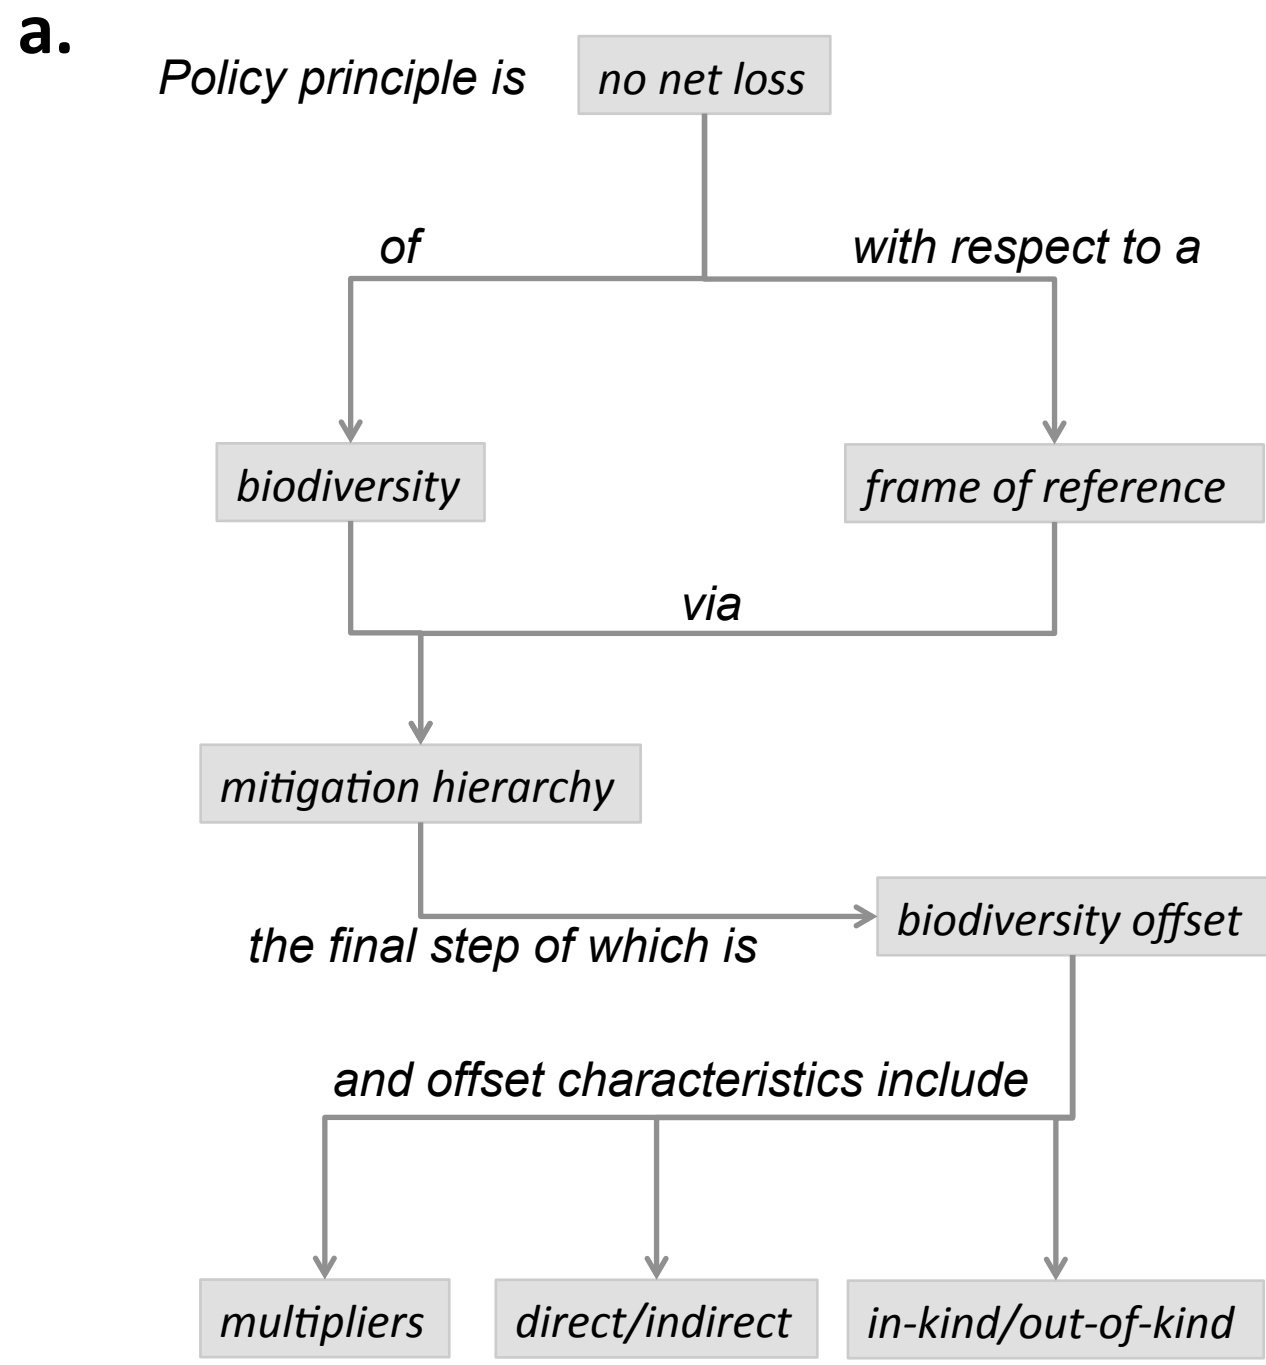 a.
Policy principle is no net loss
of
with respect to a
biodiversity
frame of reference
via
mitigation hierarchy
biodiversity offset
the final step of which is
and offset characteristics include
multipliers
direct/indirect
in-kind/out-of-kind